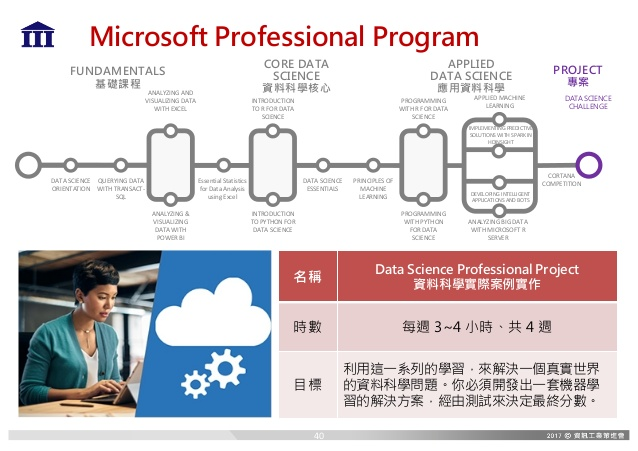 Microsoft Professional Program
FUNDAMENTALS
基礎課程
CORE DATA
SCIENCE
資料科學核心
APPLIED
DATA SCIENCE
應用資料科學
PROJECT
專案
ANALYZING AND
VISUALIZING DATA
WITH EXCEL
INTRODUCTION
TO R FOR DATA
SCIENCE
PROGRAMMING
WITH R FOR DATA
SCIENCE
APPLIED MACHINE
LEARNING
DATA SCIENCE
CHALLENGE
IMPLEMENTING PREDICTIVE
SOLUTIONS WITH SPARK IN
HDINSIGHT
DATA SCIENCE
ORIENTATION
QUERYING DATA
WITH TRANSACT-
SQL
Essential Statistics
for Data Analysis
using Excel
DATA SCIENCE
ESSENTIALS
PRINCIPLES OF
MACHINE
LEARNING
CORTANA
COMPETITION
DEVELORING INTELLIGENT
APPLICATIONS AND BOTS
ANALYZING &
VISUALIZING
DATA WITH
POWER BI
INTRODUCTION
TO PYTHON FOR
DATA SCIENCE
PROGRAMMING
WITH PYTHON
FOR DATA
SCIENCE
ANALYZING BIG DATA
WITH MICROSOFT R
SERVER
名稱
Data Science Professional Project
資料科學實際案例實作
時數
每週 3~4 小時、共 4 週
目標
利用這一系列的學習，來解決一個真實世界
的資料科學問題。你必須開發出一套機器學
習的解決方案，經由測試來決定最終分數。
40
2017 @ 資訊工業策進會